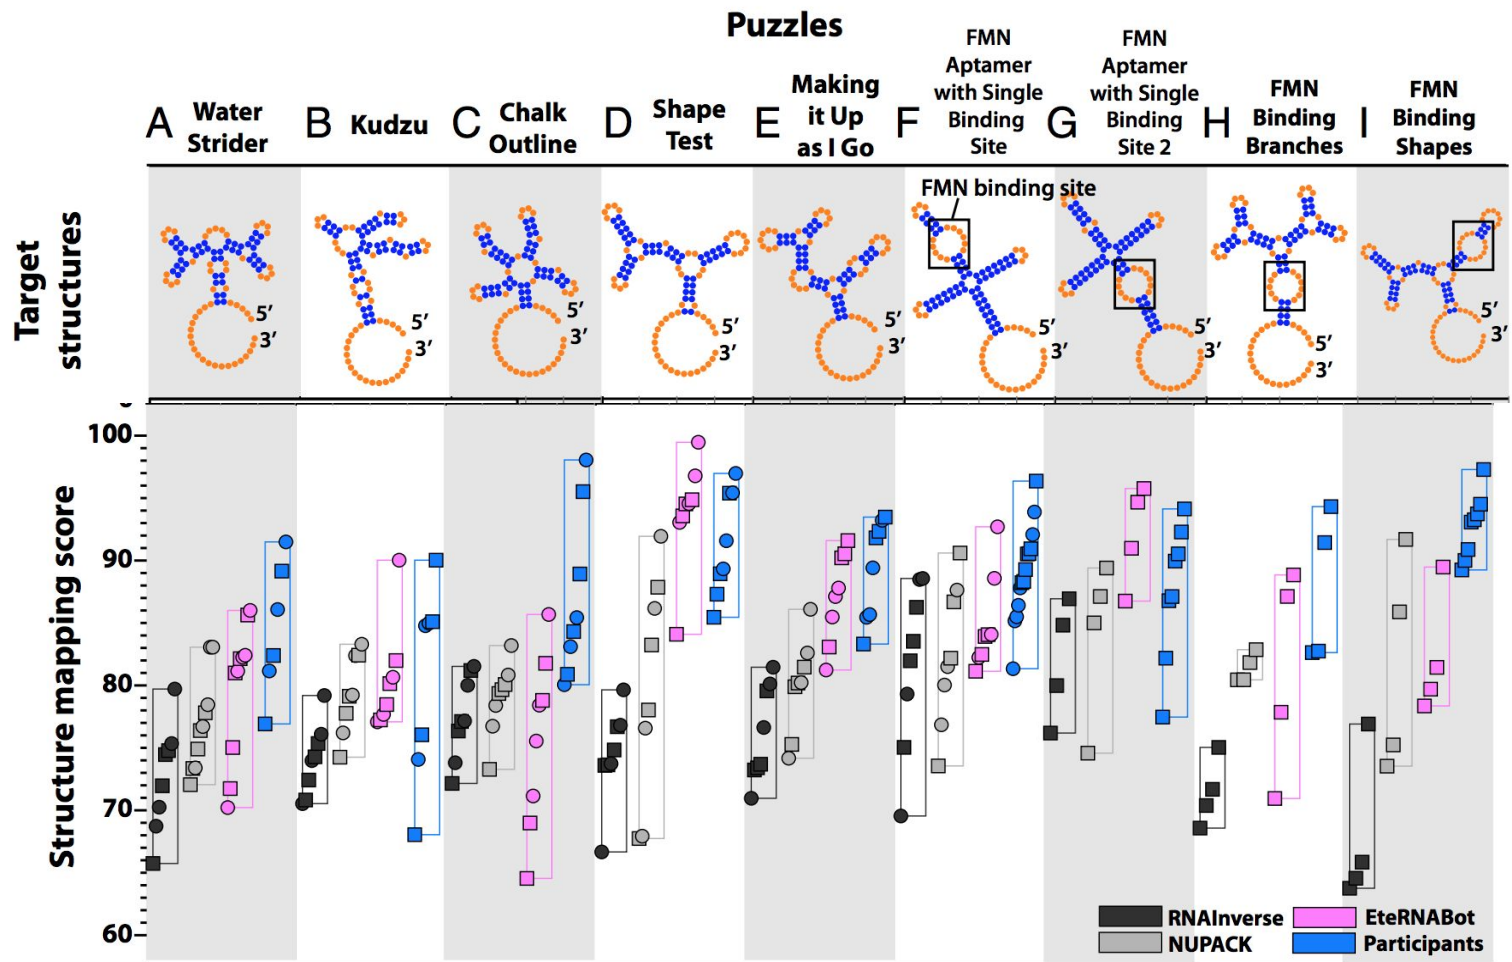 Puzzles
A Water Strider
B Kudzu
C Chalk Outline
D Shape Test
E Making it Up as I Go
F FMN Aptamer with Single Binding Site
G FMN Aptamer with Single Binding Site 2
H FMN Binding Branches
I FMN Binding Shapes
Target structures
FMN binding site
5′
3′
5′
3′
5′
3′
5′
3′
5′
3′
5′
3′
5′
3′
5′
3′
5′
3′
Structure mapping score
100
90
80
70
60
RNAInverse
NUPACK
EteRNABot
Participants